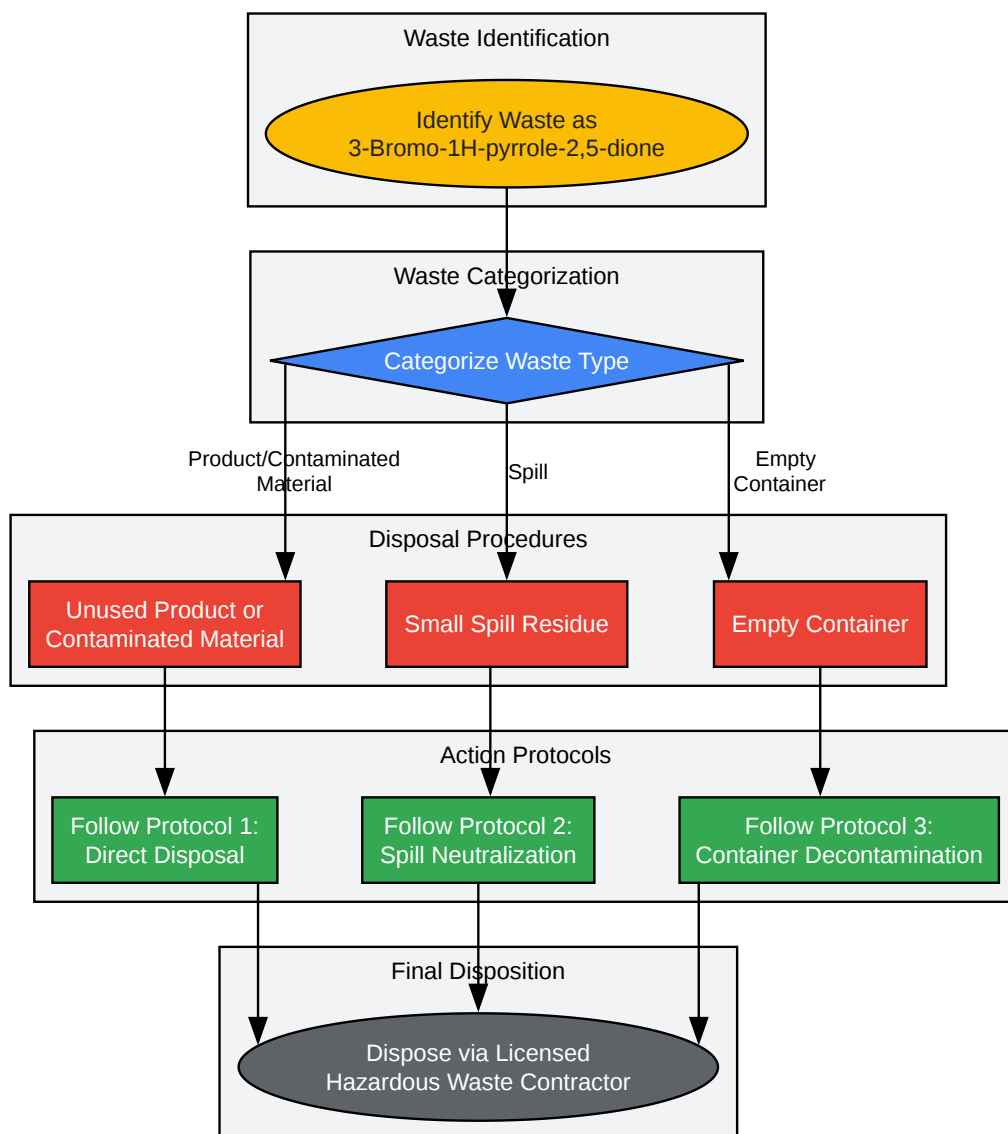 Waste Identification
Identify Waste as
3-Bromo-1H-pyrrole-2,5-dione
Waste Categorization
Categorize Waste Type
Product/Contaminated
Material
Spill
Empty
Container
Disposal Procedures
Unused Product or
Contaminated Material
Small Spill Residue
Empty Container
Action Protocols
Follow Protocol 1:
Direct Disposal
Follow Protocol 2:
Spill Neutralization
Follow Protocol 3:
Container Decontamination
Final Disposition
Dispose via Licensed
Hazardous Waste Contractor